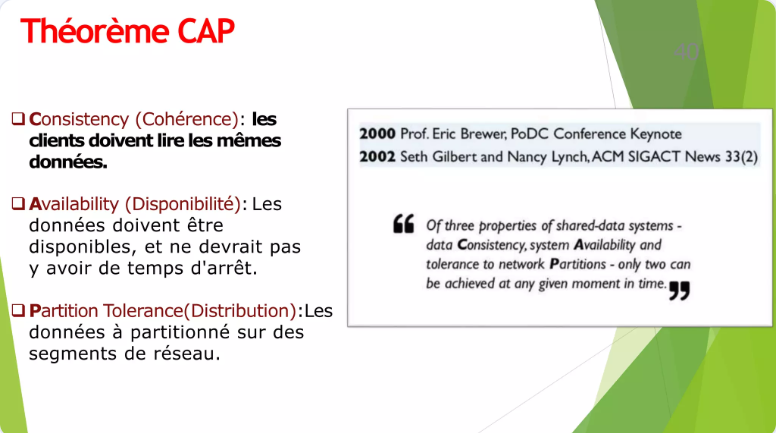 Théorème CAP
40
❑ Consistency (Cohérence): les
clients doivent lire les mêmes
données.
❑ Availability (Disponibilité): Les
données doivent être
disponibles, et ne devrait pas
y avoir de temps d'arrêt.
❑ Partition Tolerance(Distribution):Les
données à partitionné sur des
segments de réseau.
2000 Prof. Eric Brewer, PoDC Conference Keynote
2002 Seth Gilbert and Nancy Lynch, ACM SIGACT News 33(2)
“ Of three properties of shared-data systems -
data Consistency, system Availability and
tolerance to network Partitions - only two can
be achieved at any given moment in time. ”